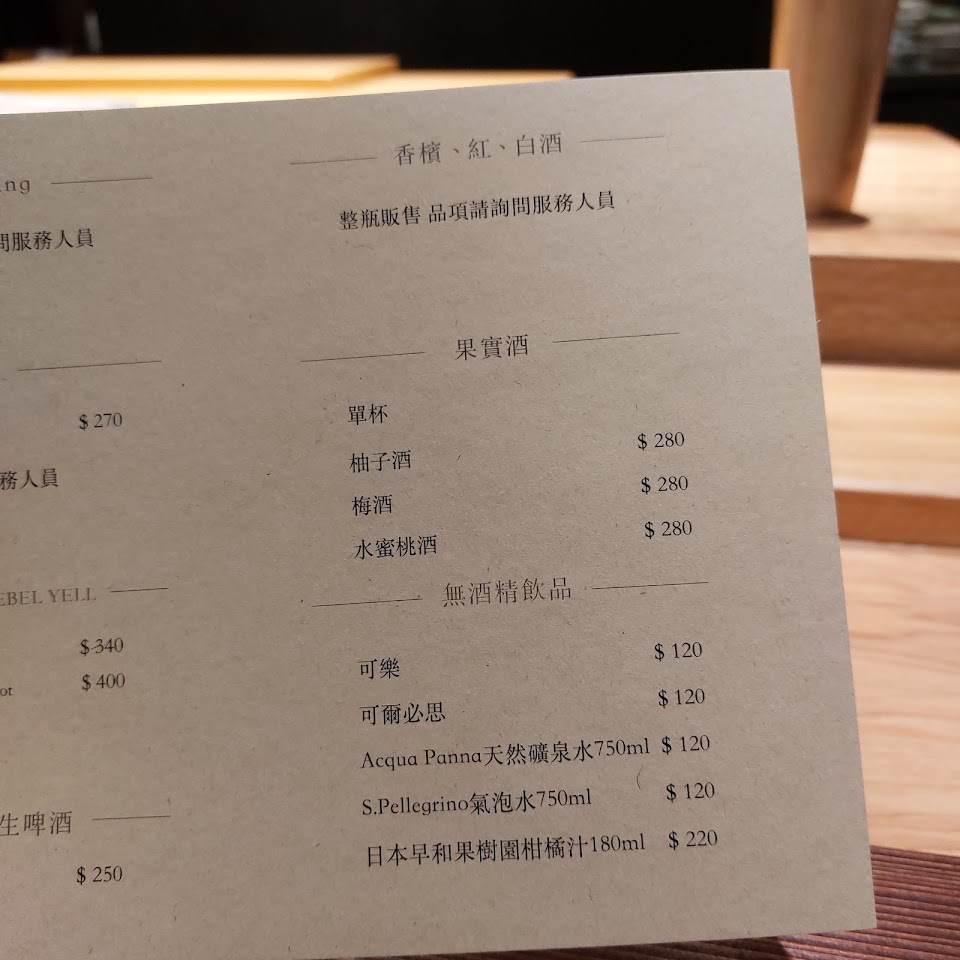 ing
問服務人員
$ 270
務人員
EBEL YELL
$ 340
ot $ 400
生啤酒
$ 250
香檳、紅、白酒
整瓶販售 品項請詢問服務人員
果實酒
單杯
柚子酒 $ 280
梅酒 $ 280
水蜜桃酒 $ 280
無酒精飲品
可樂 $ 120
可爾必思 $ 120
Acqua Panna天然礦泉水750ml $ 120
S.Pellegrino氣泡水750ml $ 120
日本早和果樹園柑橘汁180ml $ 220